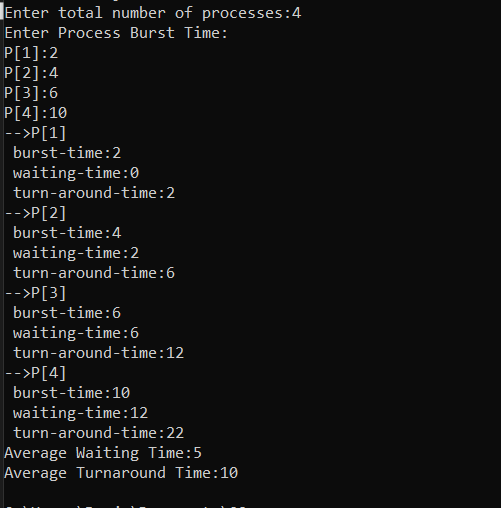 Enter total number of processes:4
Enter Process Burst Time:
P[1]:2
P[2]:4
P[3]:6
P[4]:10
-->P[1]
 burst-time:2
 waiting-time:0
 turn-around-time:2
-->P[2]
 burst-time:4
 waiting-time:2
 turn-around-time:6
-->P[3]
 burst-time:6
 waiting-time:6
 turn-around-time:12
-->P[4]
 burst-time:10
 waiting-time:12
 turn-around-time:22
Average Waiting Time:5
Average Turnaround Time:10